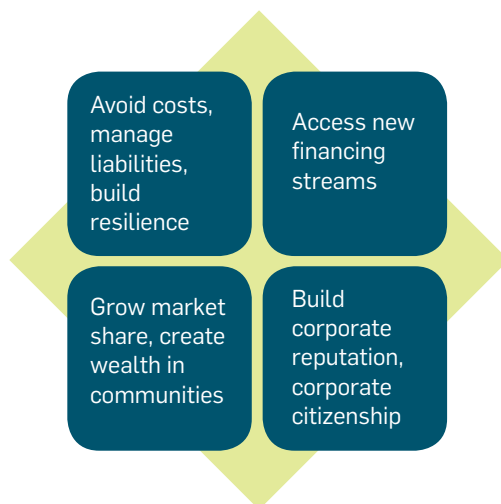 Avoid costs,
manage
liabilities,
build
resilience
Access new
financing
streams
Grow market
share, create
wealth in
communities
Build
corporate
reputation,
corporate
citizenship